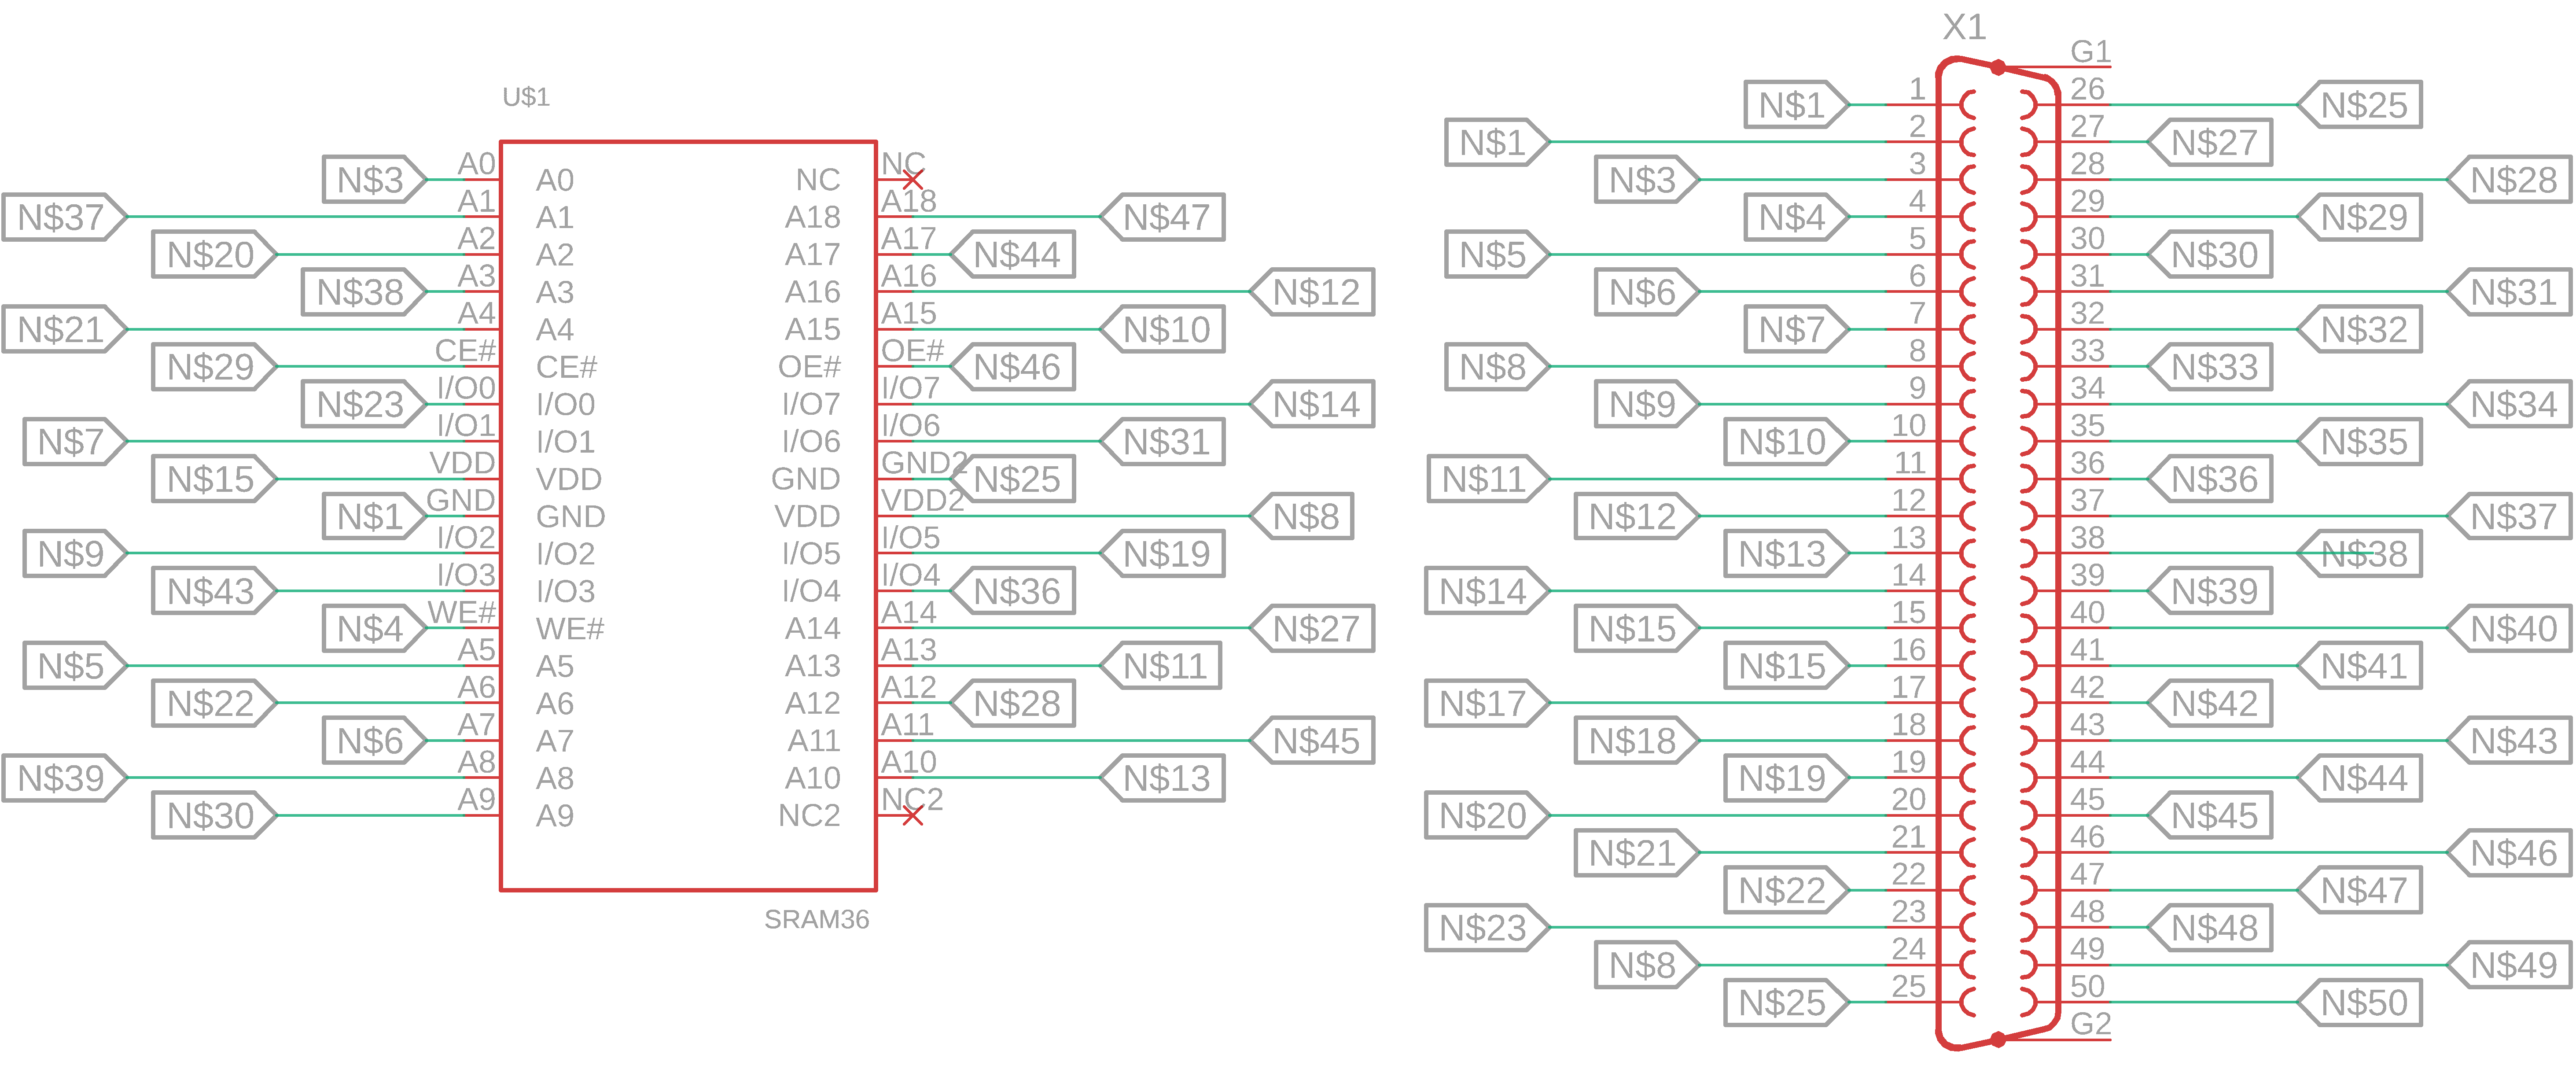 X1
G1
U$1
N$1 1 26 N$25
N$1 2 27 N$27
N$3 A0 A0 NC NC N$3 3 28 N$28
N$37 A1 A1 A18 A18 N$47 N$4 4 29 N$29
N$20 A2 A2 A17 A17 N$44 N$5 5 30 N$30
N$38 A3 A3 A16 A16 N$12 N$6 6 31 N$31
N$21 A4 A4 A15 A15 N$10 N$7 7 32 N$32
N$29 CE# CE# OE# OE# N$46 N$8 8 33 N$33
N$23 I/O0 I/O0 I/O7 I/O7 N$14 N$9 9 34 N$34
N$7 I/O1 I/O1 I/O6 I/O6 N$31 N$10 10 35 N$35
N$15 VDD VDD GND GND2 N$25 N$11 11 36 N$36
N$1 GND GND VDD VDD2 N$8 N$12 12 37 N$37
N$9 I/O2 I/O2 I/O5 I/O5 N$19 N$13 13 38 N$38
N$43 I/O3 I/O3 I/O4 I/O4 N$36 N$14 14 39 N$39
N$4 WE# WE# A14 A14 N$27 N$15 15 40 N$40
N$5 A5 A5 A13 A13 N$11 N$15 16 41 N$41
N$22 A6 A6 A12 A12 N$28 N$17 17 42 N$42
N$6 A7 A7 A11 A11 N$45 N$18 18 43 N$43
N$39 A8 A8 A10 A10 N$13 N$19 19 44 N$44
N$30 A9 A9 NC2 NC2 N$20 20 45 N$45
N$21 21 46 N$46
N$22 22 47 N$47
SRAM36 N$23 23 48 N$48
N$8 24 49 N$49
N$25 25 50 N$50
G2